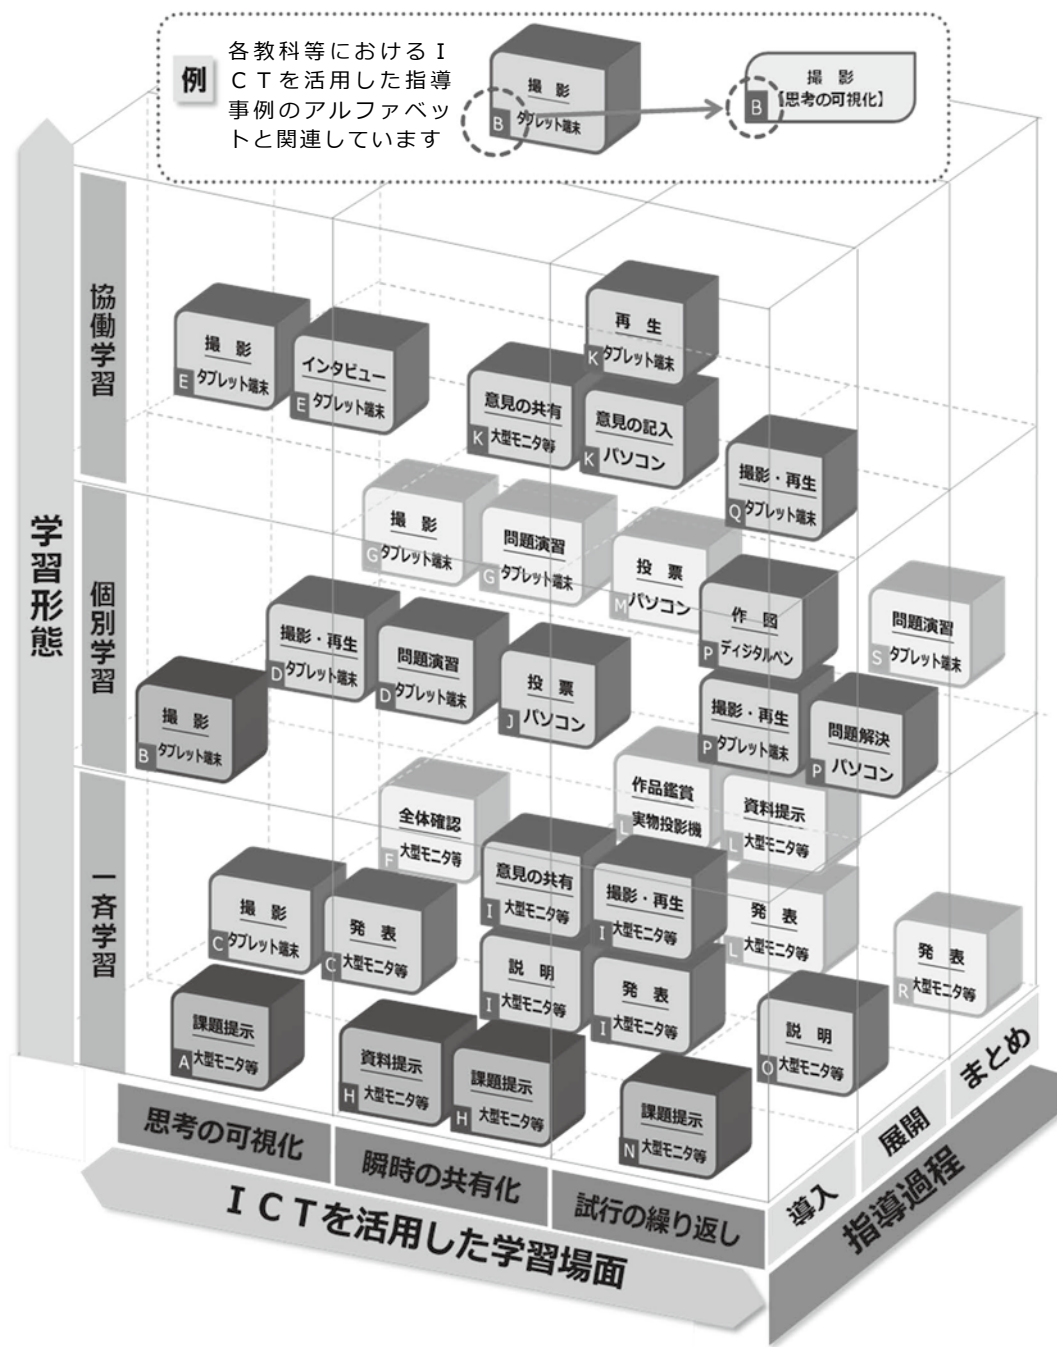 例
各教科等におけるＩ
ＣＴを活用した指導
事例のアルファベッ
トと関連しています
撮　影
B タブレット端末
撮　影
B 【思考の可視化】
学習形態
協働学習
個別学習
一斉学習
撮　影
E タブレット端末
インタビュー
E タブレット端末
再　生
K タブレット端末
意見の共有
K 大型モニタ等
意見の記入
K パソコン
撮影・再生
Q タブレット端末
撮　影
G タブレット端末
問題演習
G タブレット端末
投　票
M パソコン
作　図
P ディジタルペン
問題演習
S タブレット端末
撮影・再生
D タブレット端末
問題演習
D タブレット端末
投　票
J パソコン
撮影・再生
P タブレット端末
問題解決
P パソコン
撮　影
B タブレット端末
全体確認
F 大型モニタ等
作品鑑賞
L 実物投影機
資料提示
L 大型モニタ等
意見の共有
I 大型モニタ等
撮影・再生
I 大型モニタ等
発　表
L 大型モニタ等
発　表
R 大型モニタ等
撮　影
C タブレット端末
発　表
C 大型モニタ等
説　明
I 大型モニタ等
発　表
I 大型モニタ等
説　明
O 大型モニタ等
課題提示
A 大型モニタ等
資料提示
H 大型モニタ等
課題提示
H 大型モニタ等
課題提示
N 大型モニタ等
思考の可視化
瞬時の共有化
試行の繰り返し
ＩＣＴを活用した学習場面
導入
展開
まとめ
指導過程